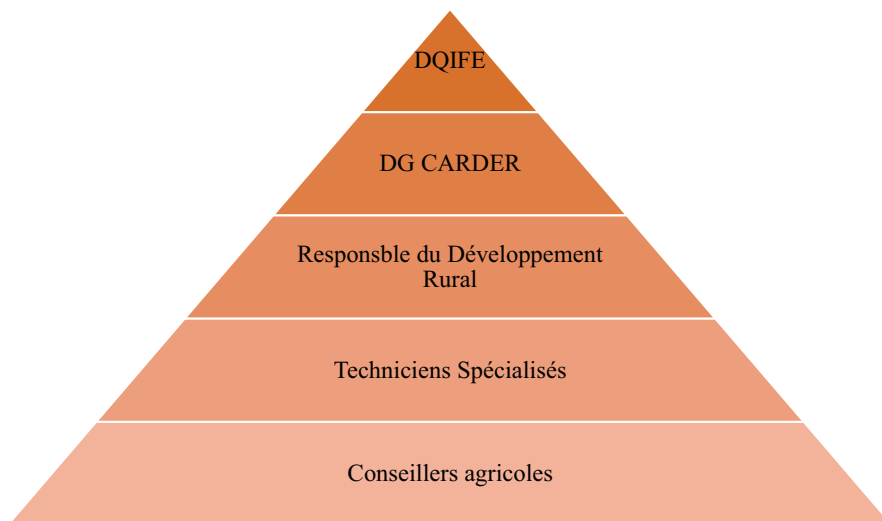 DQIFE
DG CARDER
Responsble du Développement
Rural
Techniciens Spécialisés
Conseillers agricoles